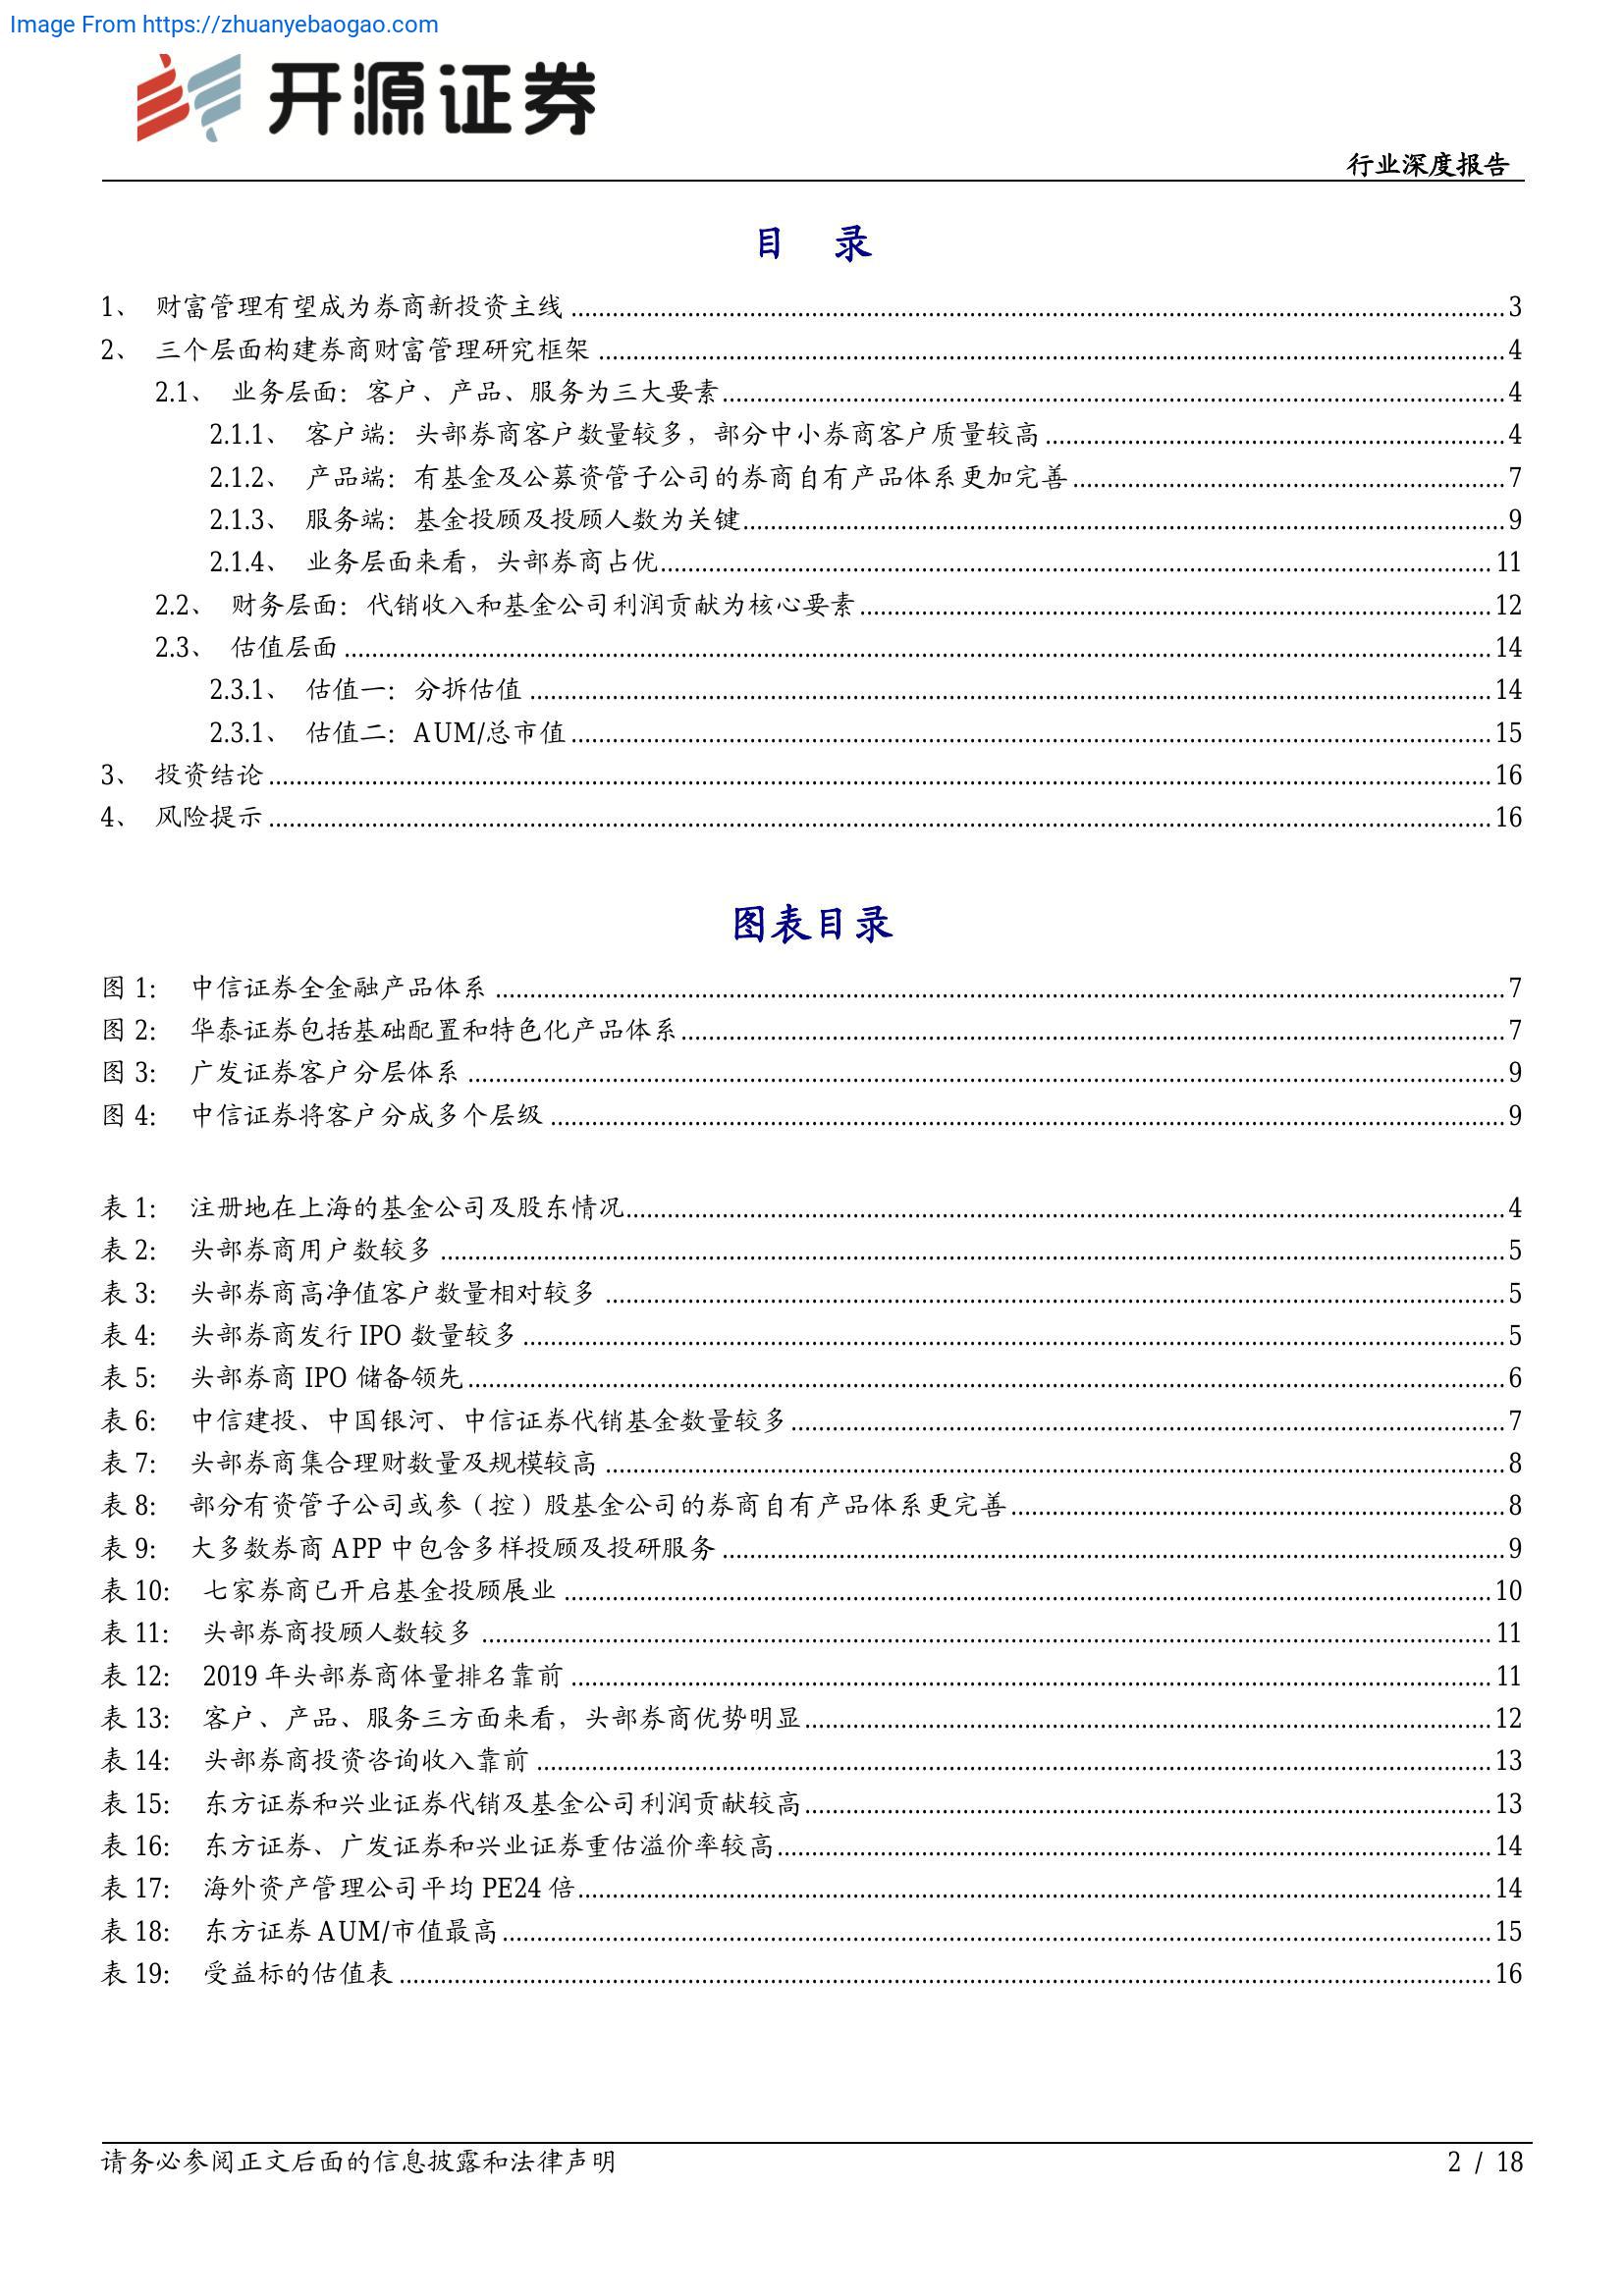 Image From https://zhuanyebaogao.com
开源证券
行业深度报告
目 录
1、 财富管理有望成为券商新投资主线 3
2、 三个层面构建券商财富管理研究框架 4
2.1、 业务层面：客户、产品、服务为三大要素 4
2.1.1、 客户端：头部券商客户数量较多，部分中小券商客户质量较高 4
2.1.2、 产品端：有基金及公募资管子公司的券商自有产品体系更加完善 7
2.1.3、 服务端：基金投顾及投顾人数为关键 9
2.1.4、 业务层面来看，头部券商占优 11
2.2、 财务层面：代销收入和基金公司利润贡献为核心要素 12
2.3、 估值层面 14
2.3.1、 估值一：分拆估值 14
2.3.1、 估值二：AUM/总市值 15
3、 投资结论 16
4、 风险提示 16
图表目录
图 1： 中信证券全金融产品体系 7
图 2： 华泰证券包括基础配置和特色化产品体系 7
图 3： 广发证券客户分层体系 9
图 4： 中信证券将客户分成多个层级 9
表 1： 注册地在上海的基金公司及股东情况 4
表 2： 头部券商用户数较多 5
表 3： 头部券商高净值客户数量相对较多 5
表 4： 头部券商发行 IPO 数量较多 5
表 5： 头部券商 IPO 储备领先 6
表 6： 中信建投、中国银河、中信证券代销基金数量较多 7
表 7： 头部券商集合理财数量及规模较高 8
表 8： 部分有资管子公司或参（控）股基金公司的券商自有产品体系更完善 8
表 9： 大多数券商 APP 中包含多样投顾及投研服务 9
表 10： 七家券商已开启基金投顾展业 10
表 11： 头部券商投顾人数较多 11
表 12： 2019 年头部券商体量排名靠前 11
表 13： 客户、产品、服务三方面来看，头部券商优势明显 12
表 14： 头部券商投资咨询收入靠前 13
表 15： 东方证券和兴业证券代销及基金公司利润贡献较高 13
表 16： 东方证券、广发证券和兴业证券重估溢价率较高 14
表 17： 海外资产管理公司平均 PE24 倍 14
表 18： 东方证券 AUM/市值最高 15
表 19： 受益标的估值表 16
请务必参阅正文后面的信息披露和法律声明 2 / 18